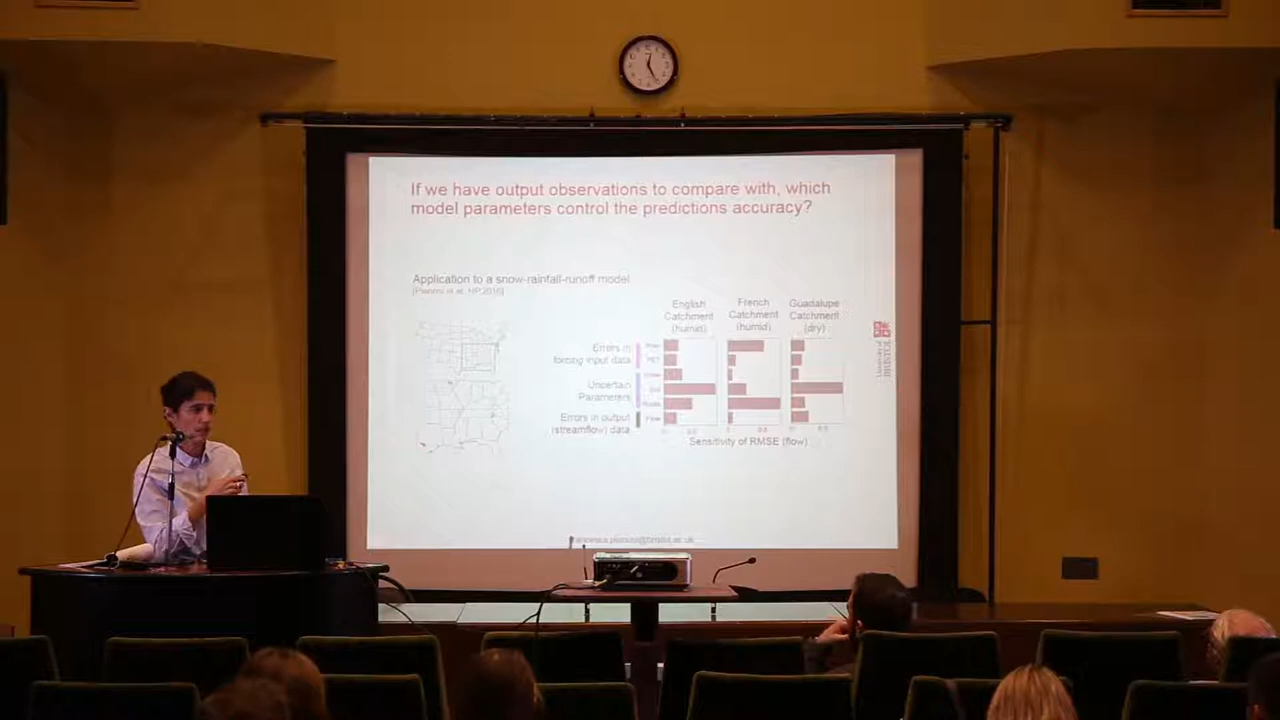 If we have output observations to compare with, which
model parameters control the predictions accuracy?
Application to a snow-rainfall-runoff model
English
Catchment
(humid)
French
Catchment
(humid)
Guadalupe
Catchment
(dry)
Errors in
forcing input data
Uncertain
Parameters
Errors in output
(streamflow) data
PET
Flow
Sensitivity of RMSE (flow)